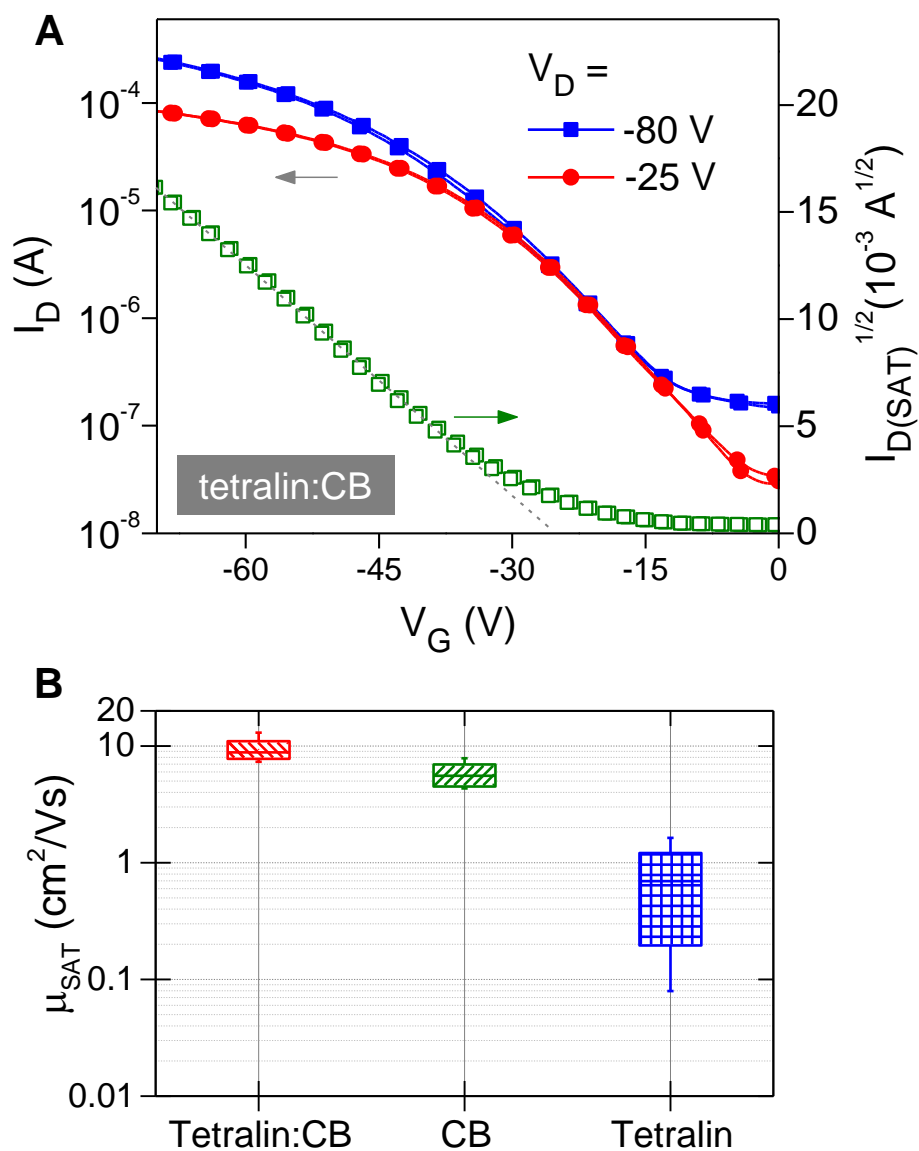 A
V_D =
-80 V
-25 V
10^-4
10^-5
10^-6
10^-7
10^-8
I_D (A)
20
15
10
5
0
I_D(SAT)^1/2 (10^-3 A^1/2)
tetralin:CB
-60 -45 -30 -15 0
V_G (V)
B
20
10
1
0.1
0.01
μ_SAT (cm^2/Vs)
Tetralin:CB CB Tetralin